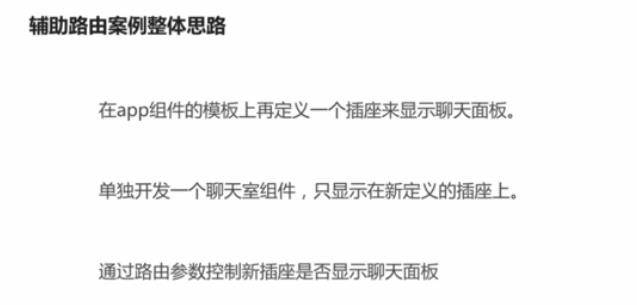 辅助路由案例整体思路
在app组件的模板上再定义一个插座来显示聊天面板。
单独开发一个聊天室组件，只显示在新定义的插座上。
通过路由参数控制新插座是否显示聊天面板